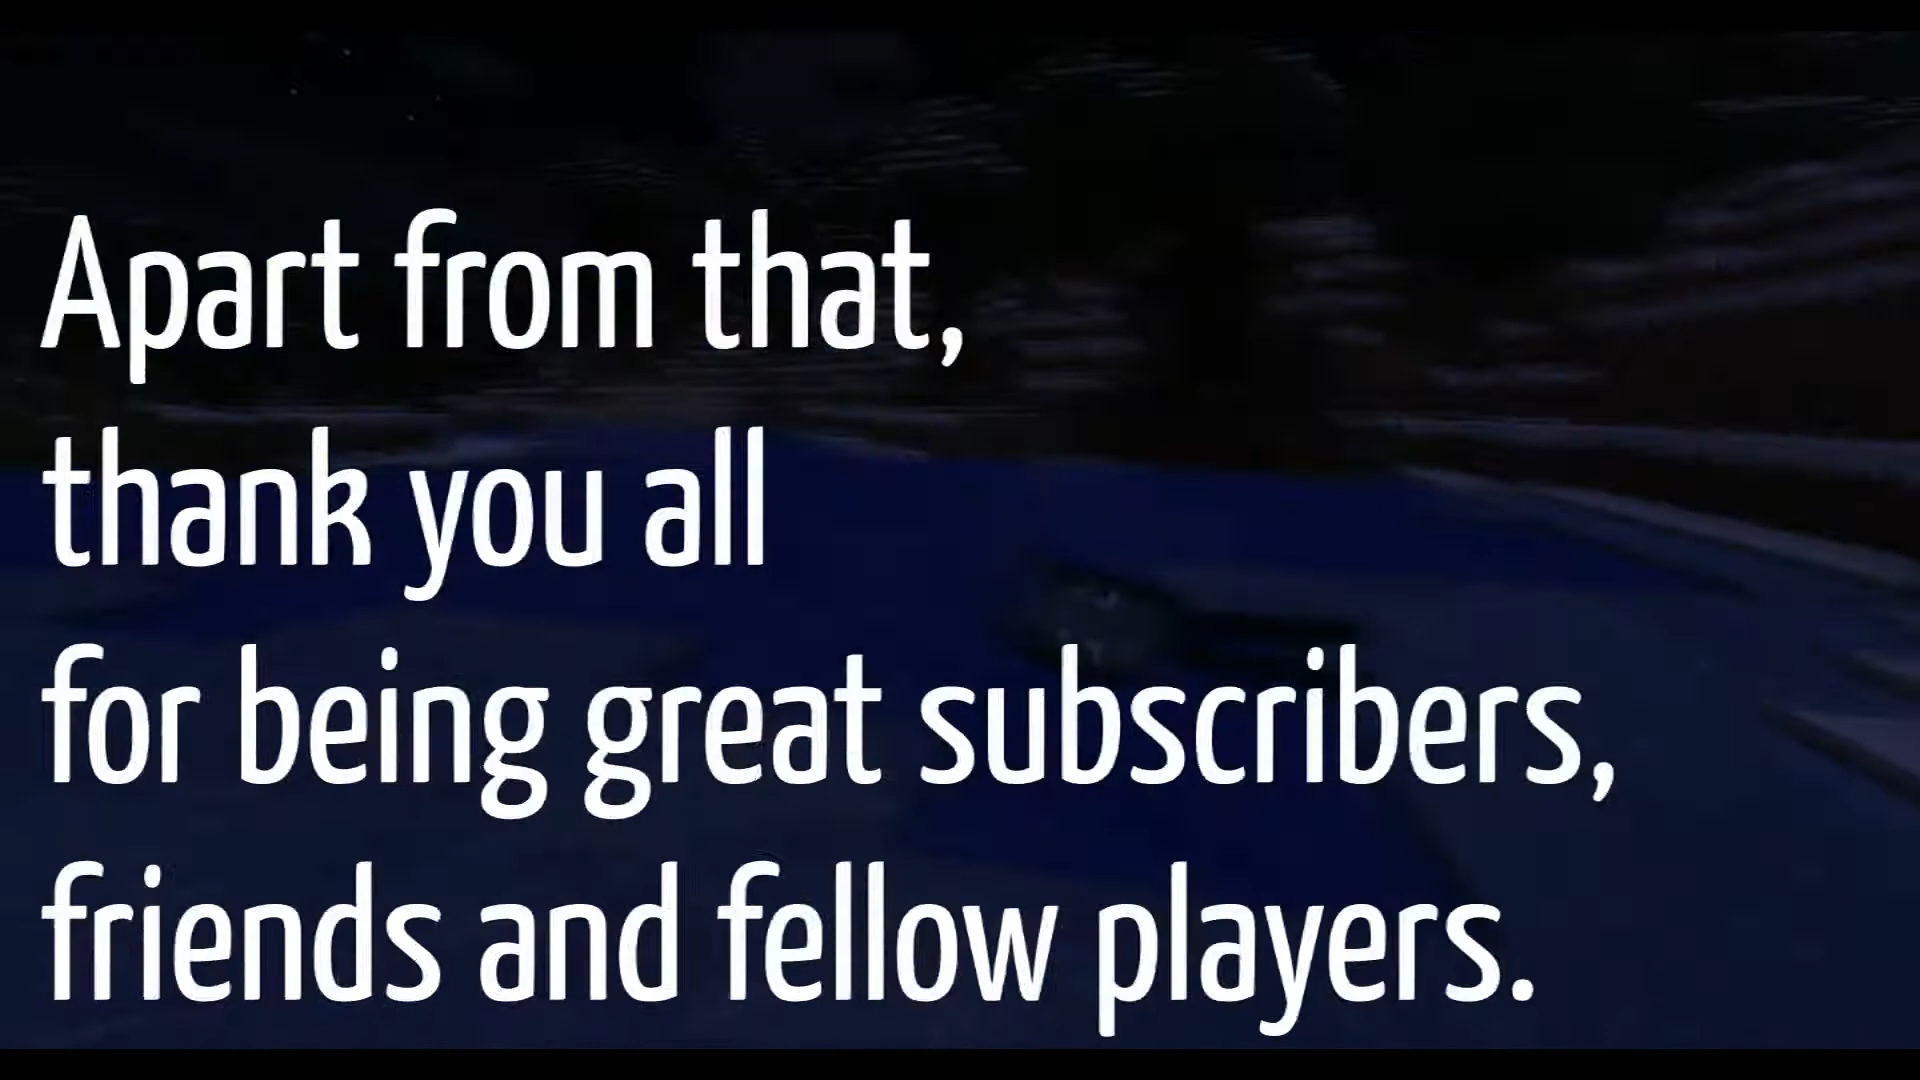 Apart from that,
thank you all
for being great subscribers,
friends and fellow players.